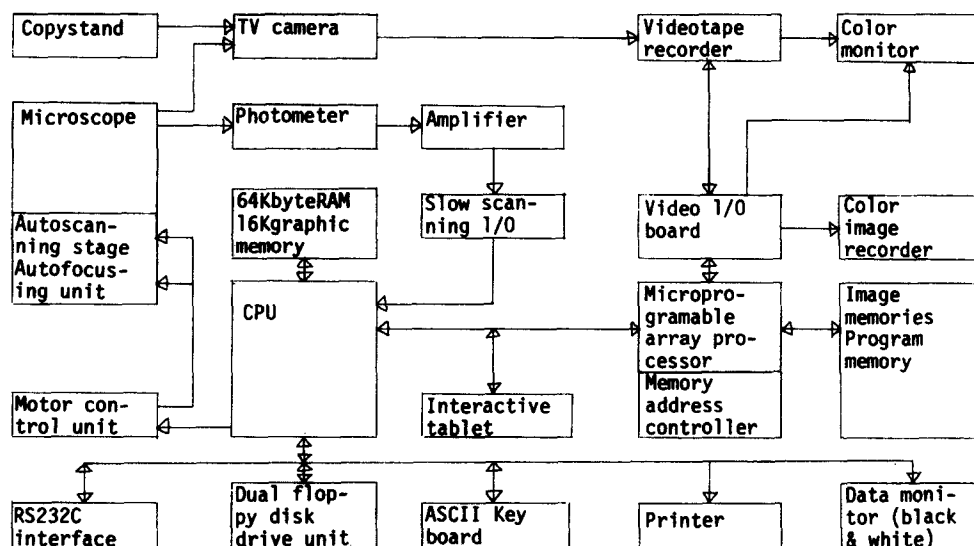 Copystand
TV camera
Videotape
recorder
Color
monitor
Microscope
Photometer
Amplifier
64KbyteRAM
16Kgraphic
memory
Slow scan-
ning I/O
Video I/O
board
Color
image
recorder
Autoscan-
ning stage
Autofocus-
ing unit
CPU
Micropro-
gramable
array pro-
cessor
Image
memories
Program
memory
Motor con-
trol unit
Interactive
tablet
Memory
address
controller
RS232C
interface
Dual flop-
py disk
drive unit
ASCII Key
board
Printer
Data moni-
tor (black
& white)